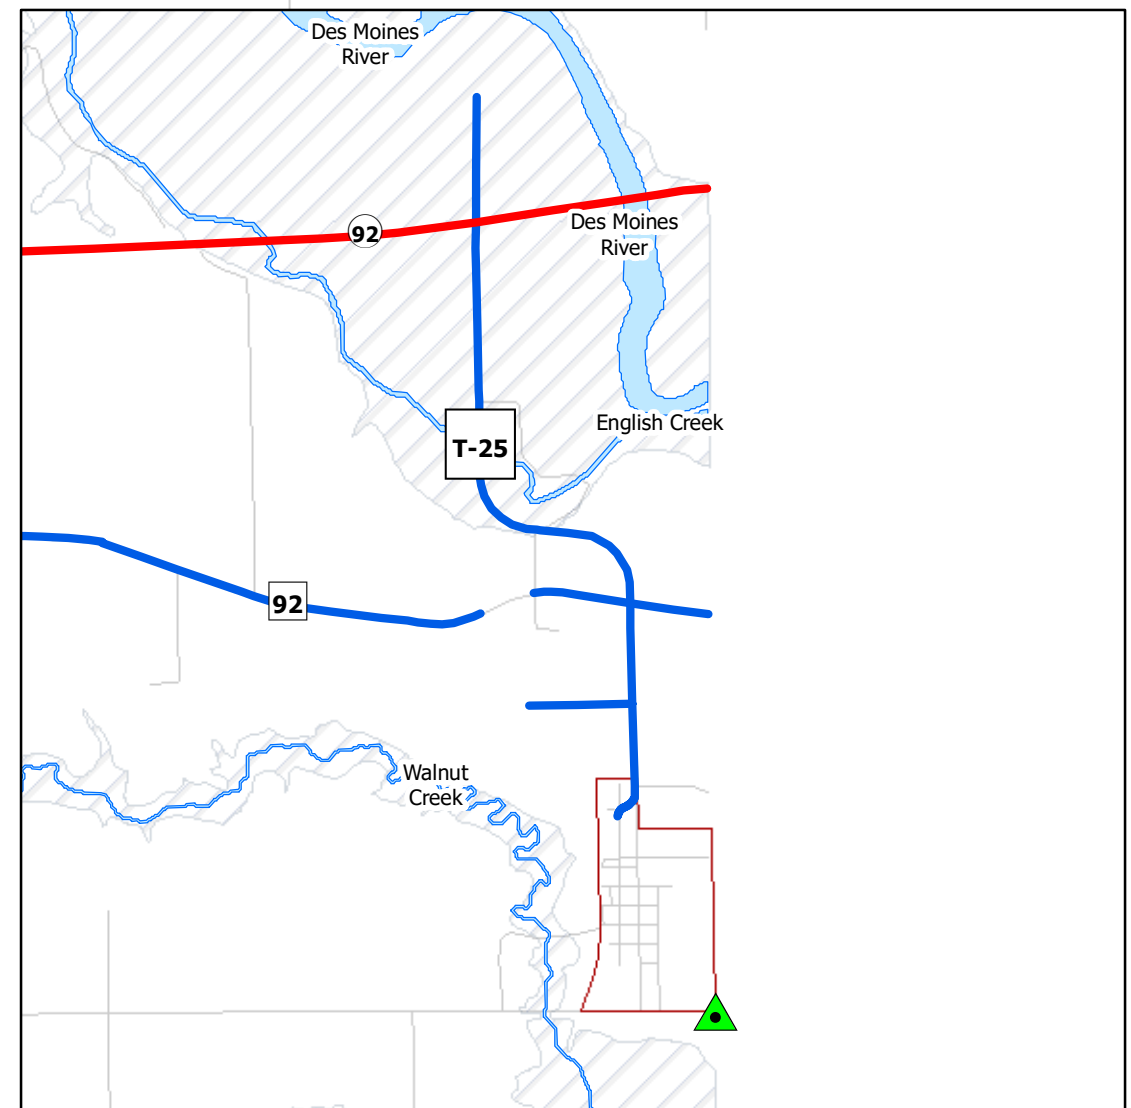 Des Moines
River
92
Des Moines
River
English Creek
T-25
92
Walnut
Creek